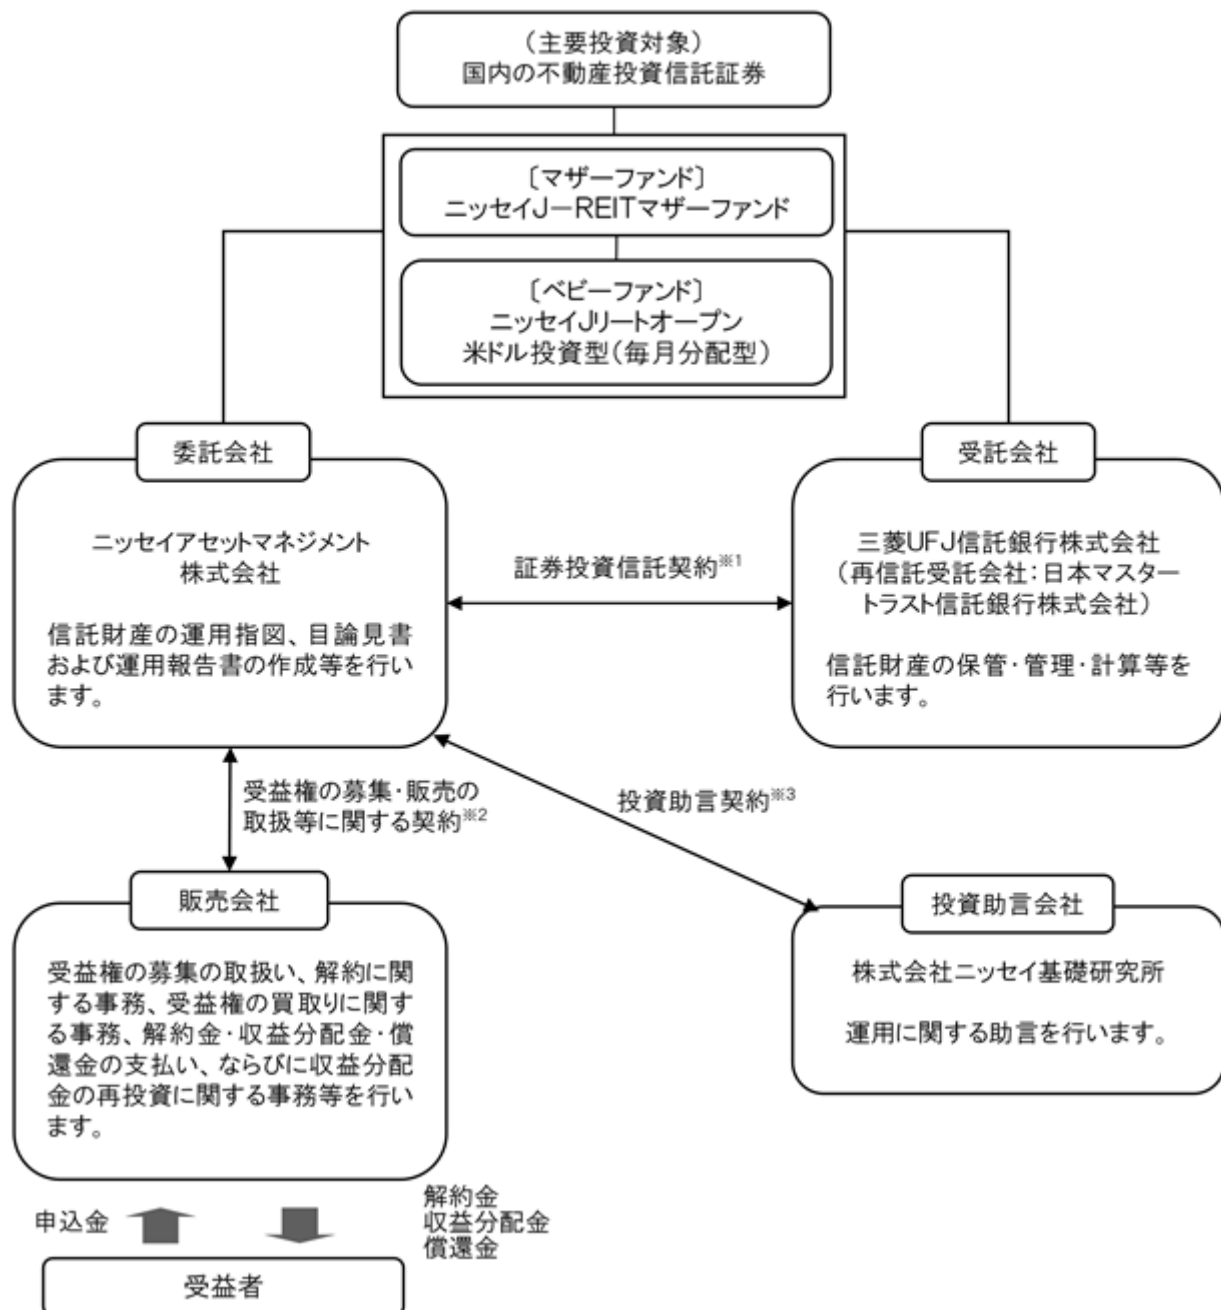 （主要投資対象）
国内の不動産投資信託証券
〔マザーファンド〕
ニッセイJ－REITマザーファンド
〔ベビーファンド〕
ニッセイJリートオープン
米ドル投資型（毎月分配型）
委託会社
ニッセイアセットマネジメント
株式会社
信託財産の運用指図、目論見書
および運用報告書の作成等を行い
ます。
証券投資信託契約※1
受託会社
三菱UFJ信託銀行株式会社
（再信託受託会社：日本マスター
トラスト信託銀行株式会社）
信託財産の保管・管理・計算等を
行います。
受益権の募集・販売の
取扱等に関する契約※2
投資助言契約※3
販売会社
受益権の募集の取扱い、解約に関
する事務、受益権の買取りに関す
る事務、解約金・収益分配金・償
還金の支払い、ならびに収益分配
金の再投資に関する事務等を行い
ます。
投資助言会社
株式会社ニッセイ基礎研究所
運用に関する助言を行います。
申込金
解約金
収益分配金
償還金
受益者